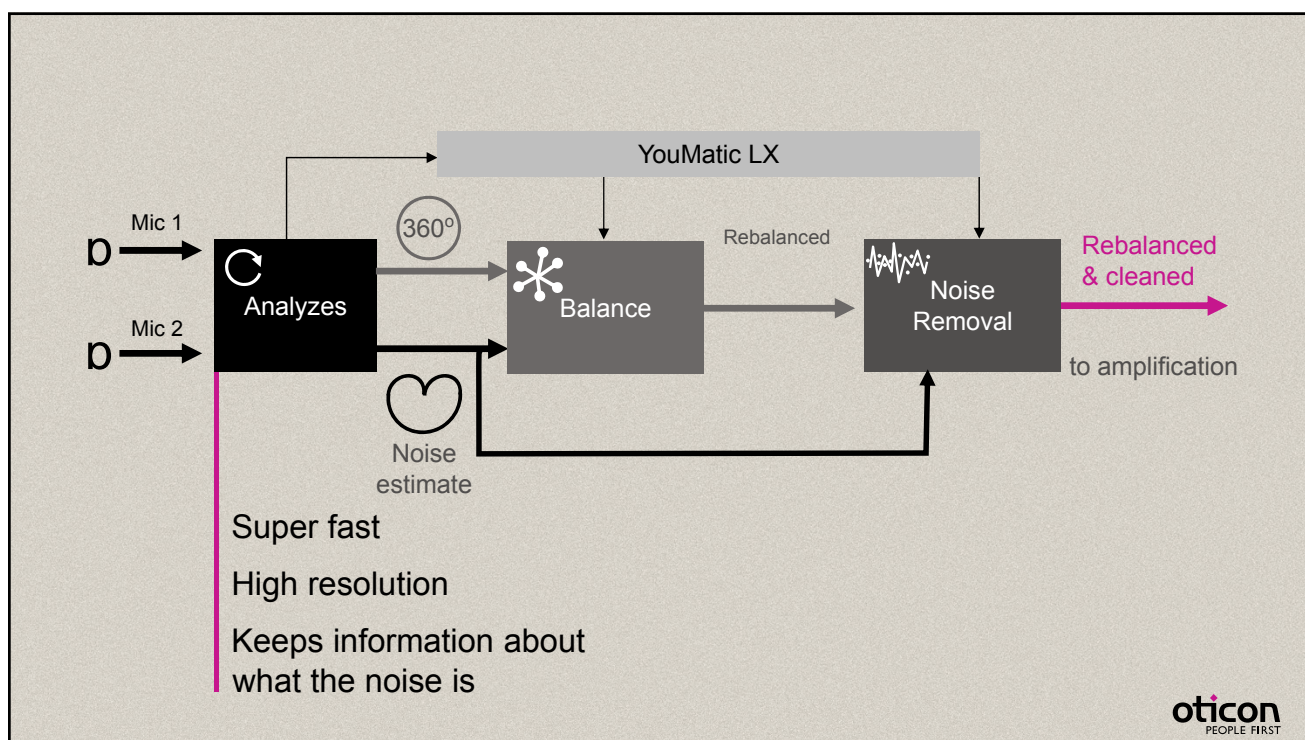 YouMatic LX
Mic 1
360º
Rebalanced
Rebalanced
& cleaned
Analyzes
Balance
Noise
Removal
Mic 2
to amplification
Noise
estimate
Super fast
High resolution
Keeps information about
what the noise is
oticon
PEOPLE FIRST